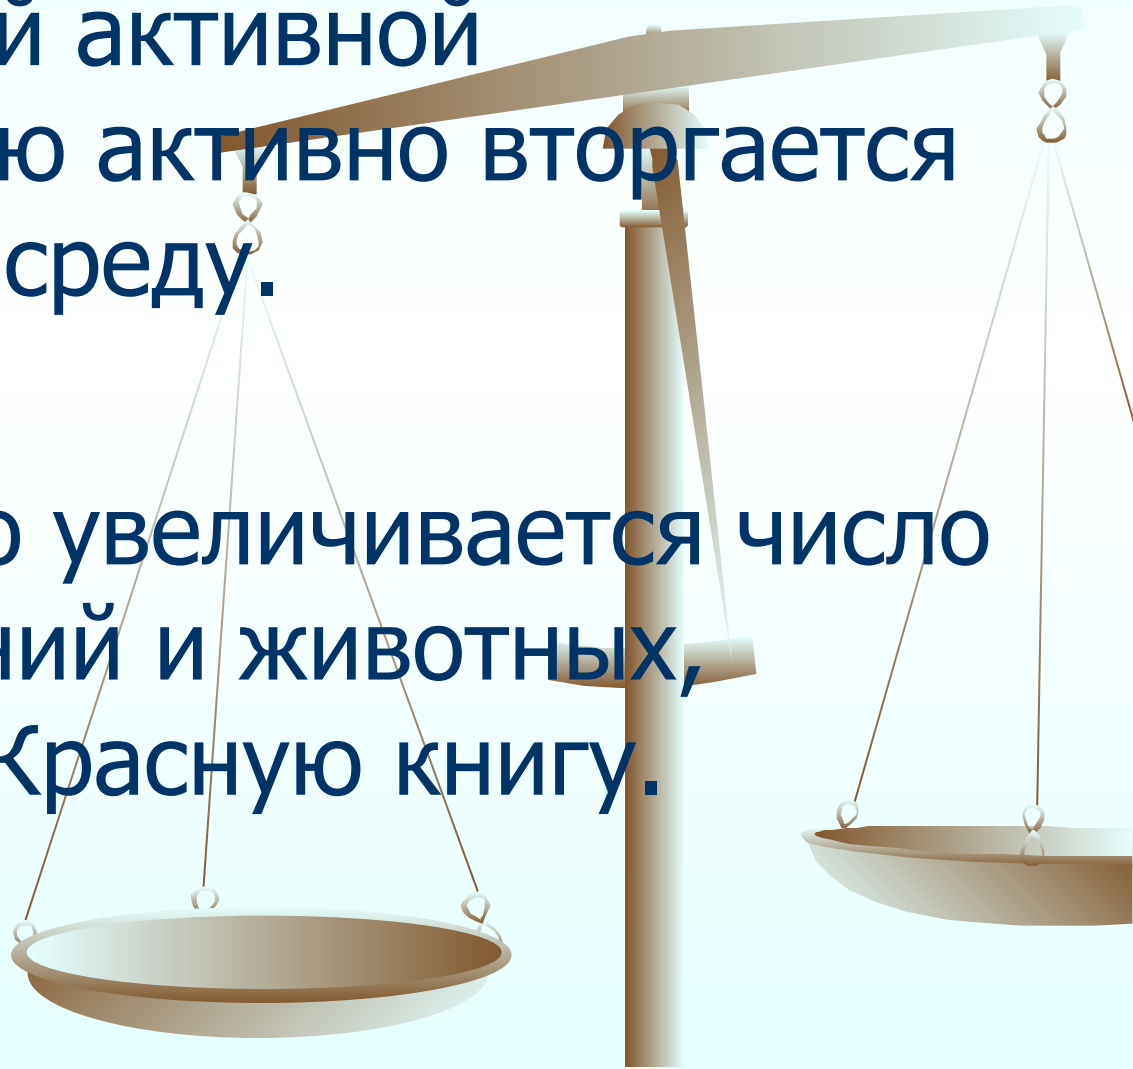 й активной
ю активно вторгается
среду.
о увеличивается число
ний и животных,
Красную книгу.